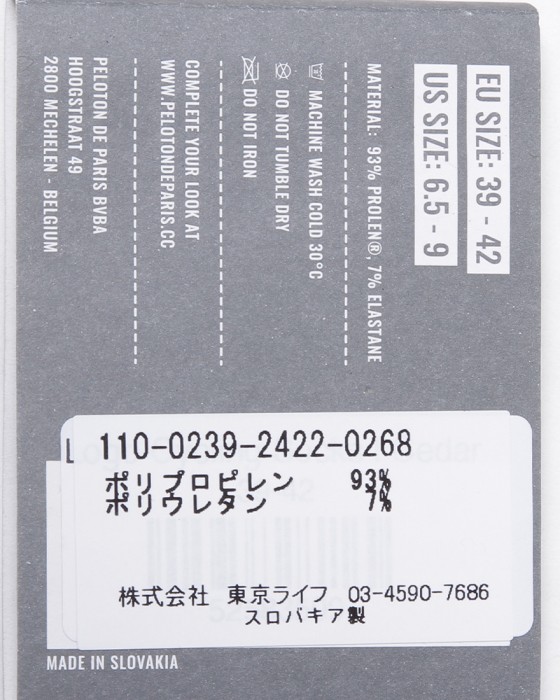 EU SIZE: 39 - 42
US SIZE: 6.5 - 9
MATERIAL: 93% PROLEN®, 7% ELASTANE
MACHINE WASH COLD 30°C
DO NOT TUMBLE DRY
DO NOT IRON
COMPLETE YOUR LOOK AT
WWW.PELOTONDEPARIS.CC
PELOTON DE PARIS BVBA
HOOGSTRAAT 49
2800 MECHELEN - BELGIUM
L 110-0239-2422-0268
ポリプロピレン 93%
ポリウレタン 7%
株式会社 東京ライフ 03-4590-7686
スロバキア製
MADE IN SLOVAKIA